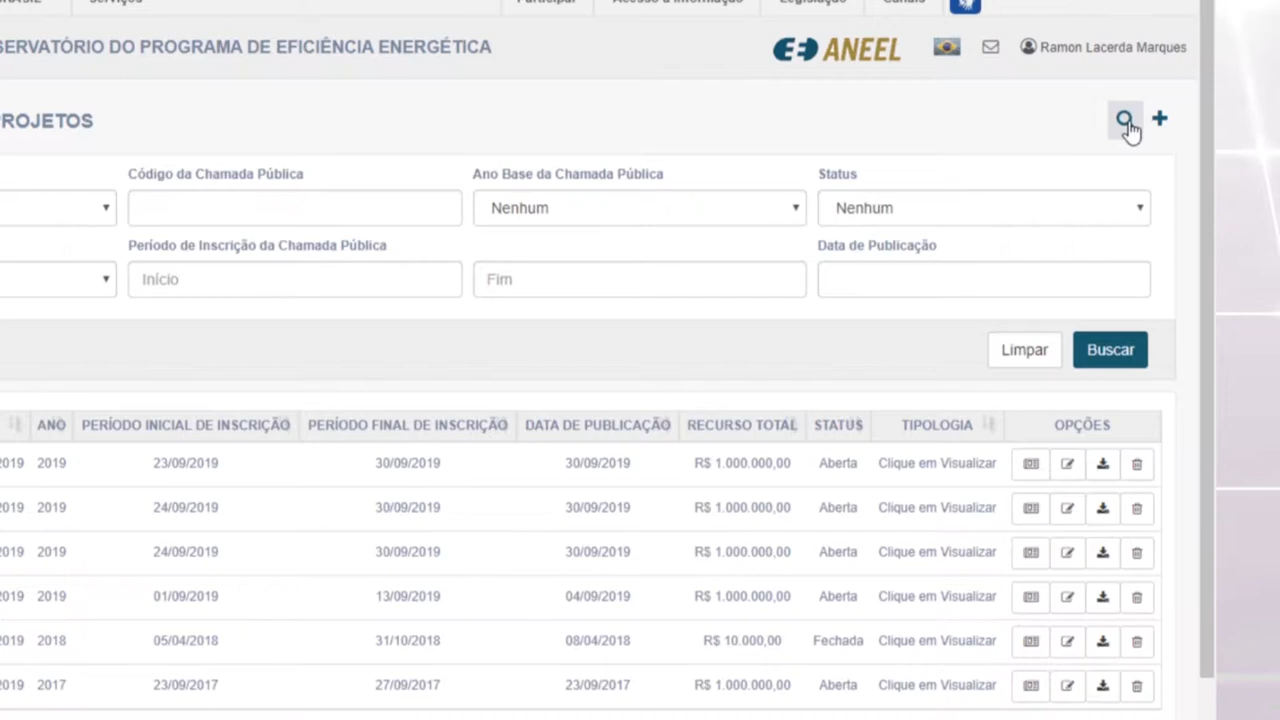 Participar
SERVATÓRIO DO PROGRAMA DE EFICIÊNCIA ENERGÉTICA ANEEL Ramon Lacerda Marques
PROJETOS
Código da Chamada Pública Ano Base da Chamada Pública Status
Nenhum Nenhum
Período de Inscrição da Chamada Pública Data de Publicação
Início Fim
Limpar Buscar
ANO PERÍODO INICIAL DE INSCRIÇÃO PERÍODO FINAL DE INSCRIÇÃO DATA DE PUBLICAÇÃO RECURSO TOTAL STATUS TIPOLOGIA OPÇÕES
2019 2019 23/09/2019 30/09/2019 30/09/2019 R$ 1.000.000,00 Aberta Clique em Visualizar
2019 2019 24/09/2019 30/09/2019 30/09/2019 R$ 1.000.000,00 Aberta Clique em Visualizar
2019 2019 24/09/2019 30/09/2019 30/09/2019 R$ 1.000.000,00 Aberta Clique em Visualizar
2019 2019 01/09/2019 13/09/2019 04/09/2019 R$ 1.000.000,00 Aberta Clique em Visualizar
2019 2018 05/04/2018 31/10/2018 08/04/2018 R$ 10.000,00 Fechada Clique em Visualizar
2019 2017 23/09/2017 27/09/2017 23/09/2017 R$ 1.000.000,00 Aberta Clique em Visualizar